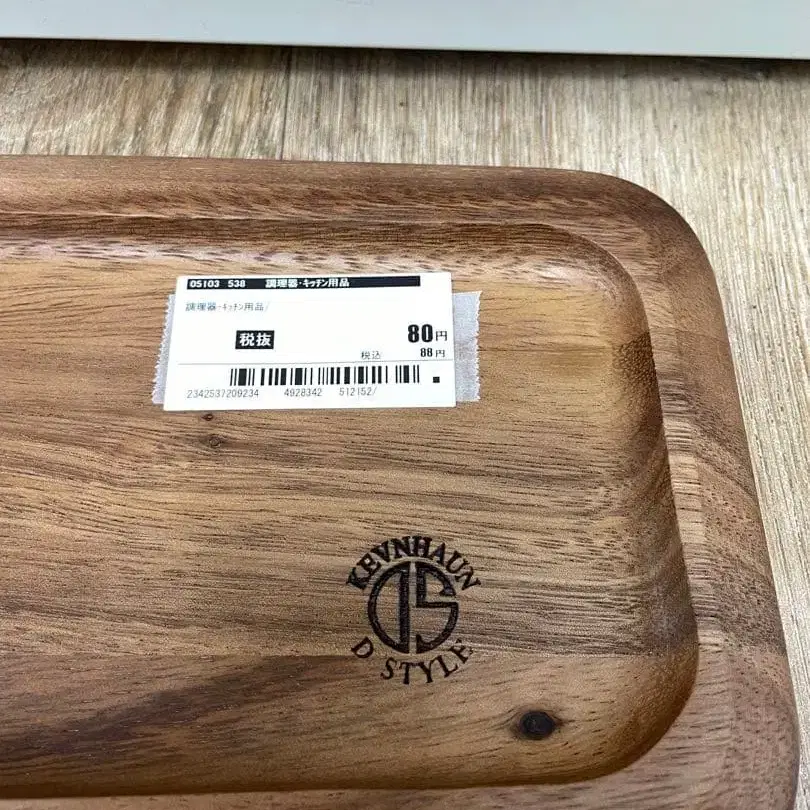 05103 538 調理器・キッチン用品
調理器・キッチン用品/
税抜 80円
税込 88円
2342537209234 4928342 512152/
KEVNHAUN
DS
D STYLE